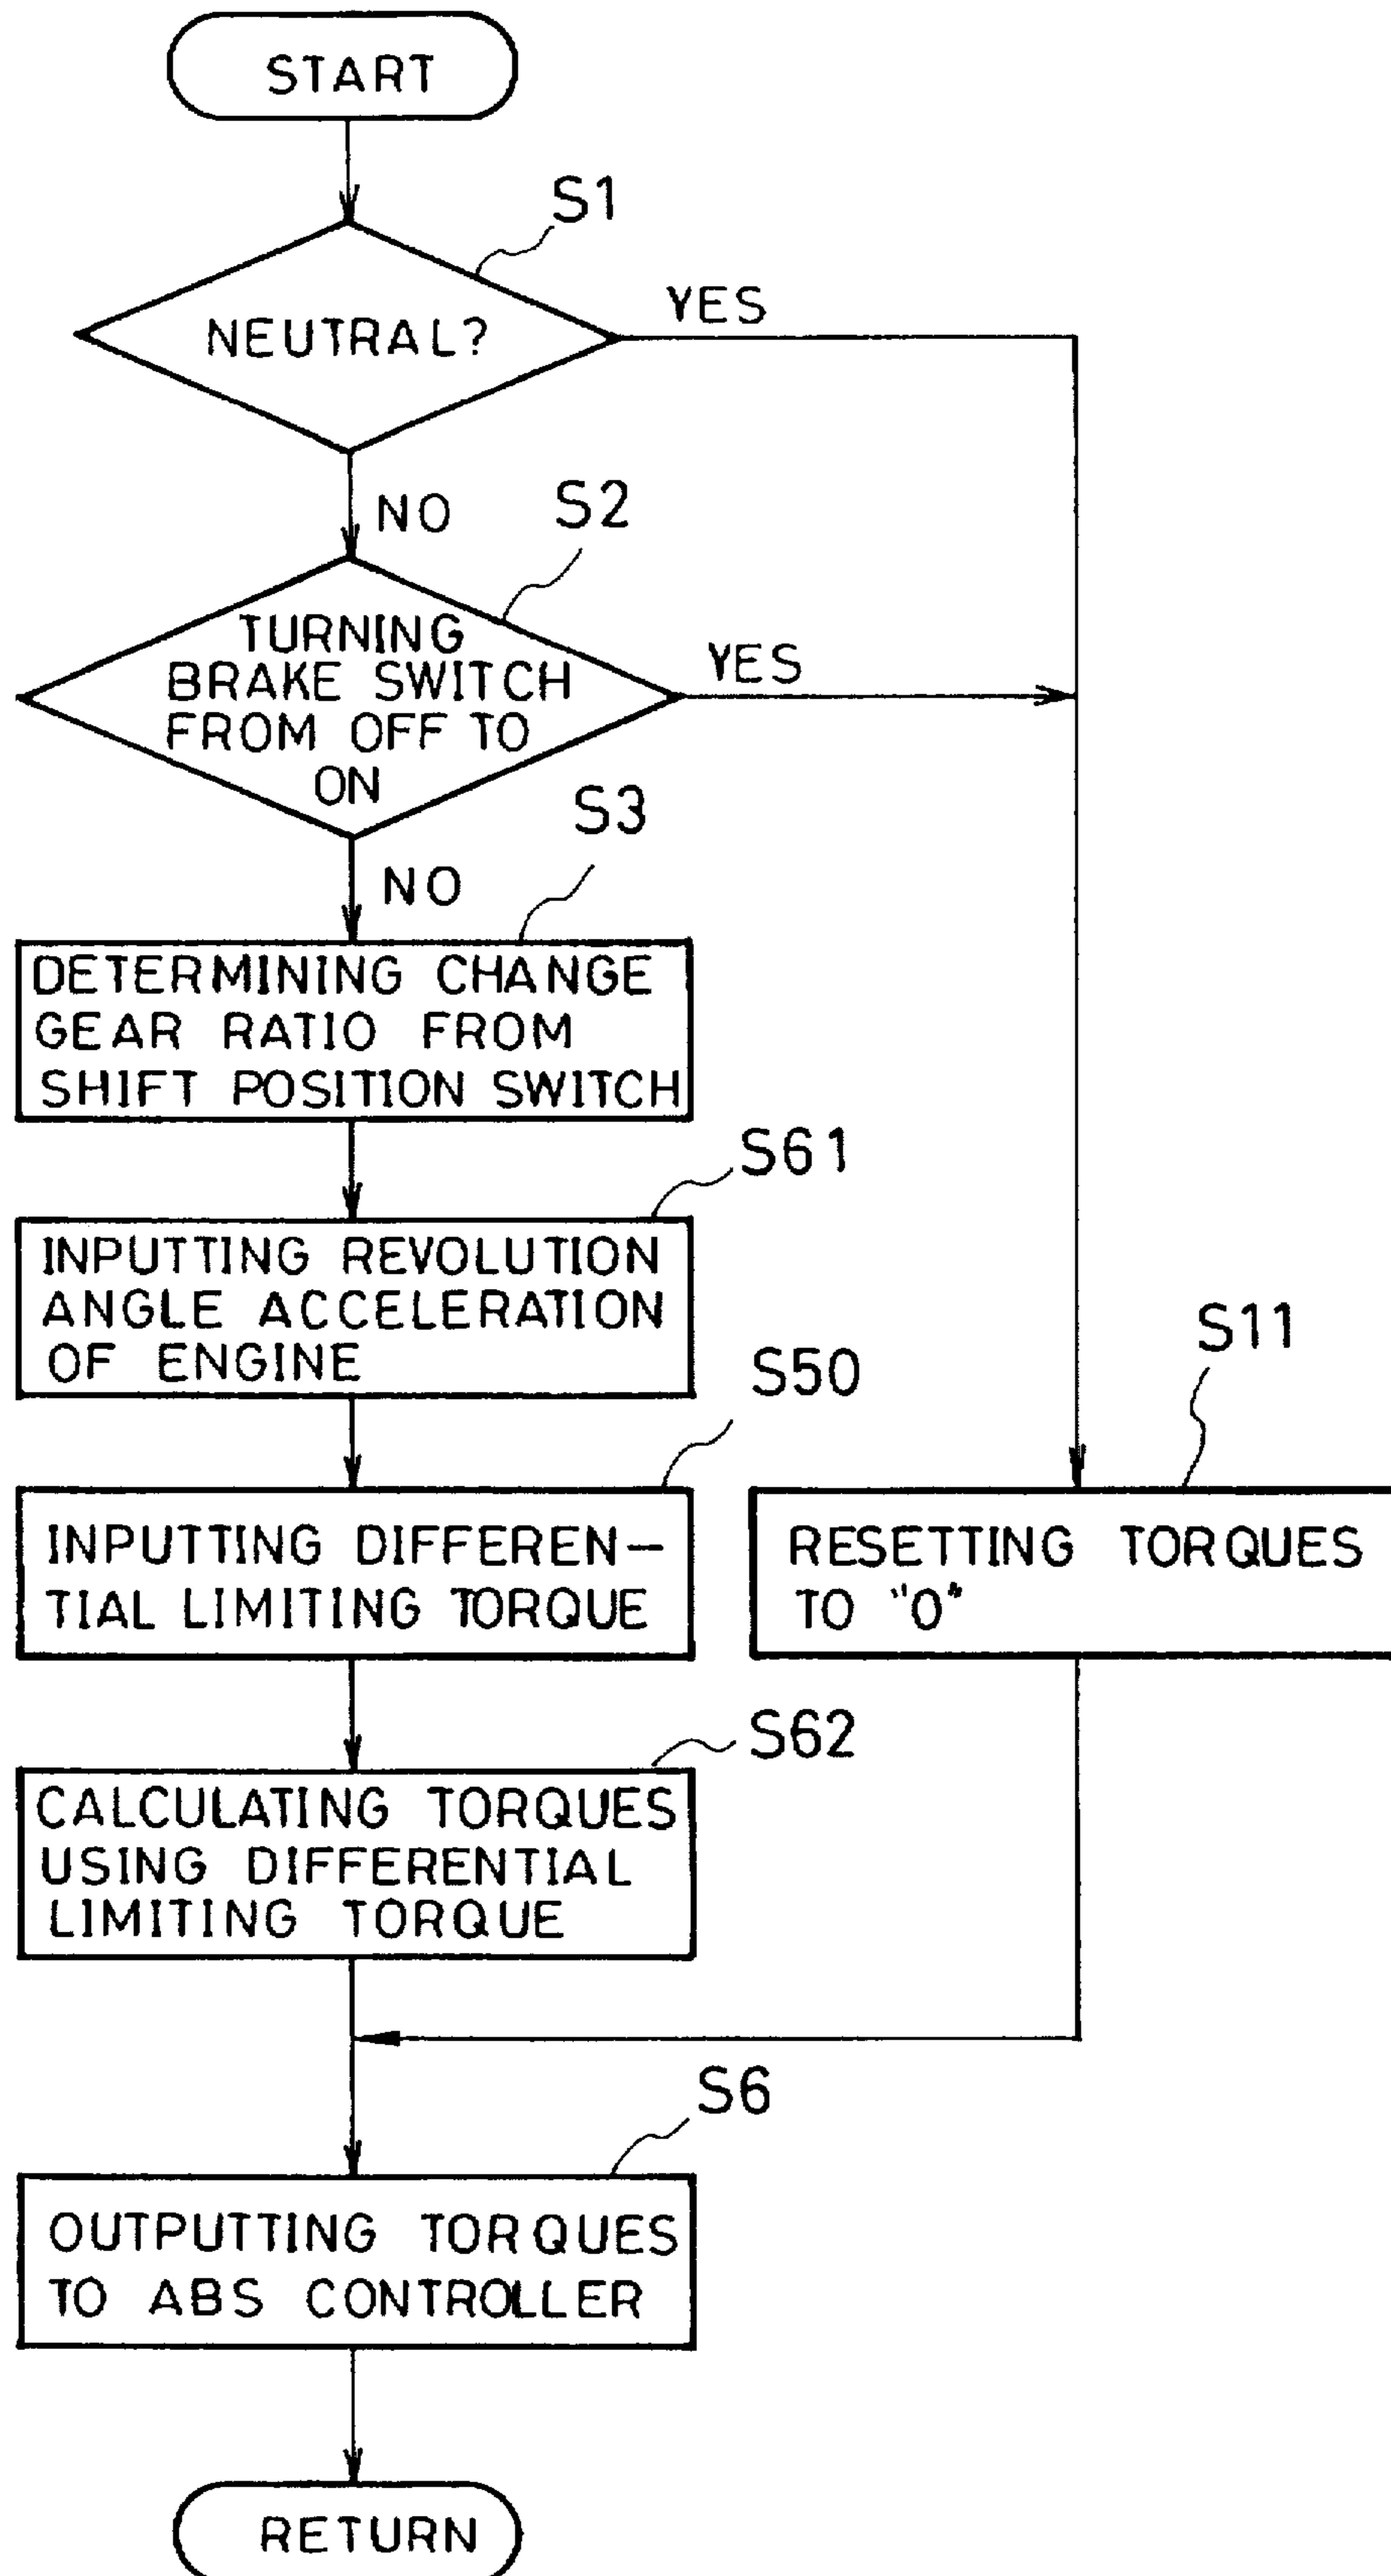 START
S1
NEUTRAL?
YES
NO
S2
TURNING
BRAKE SWITCH
FROM OFF TO
ON
YES
NO
S3
DETERMINING CHANGE
GEAR RATIO FROM
SHIFT POSITION SWITCH
S61
INPUTTING REVOLUTION
ANGLE ACCELERATION
OF ENGINE
S50
INPUTTING DIFFEREN-
TIAL LIMITING TORQUE
S11
RESETTING TORQUES
TO "0"
S62
CALCULATING TORQUES
USING DIFFERENTIAL
LIMITING TORQUE
S6
OUTPUTTING TORQUES
TO ABS CONTROLLER
RETURN